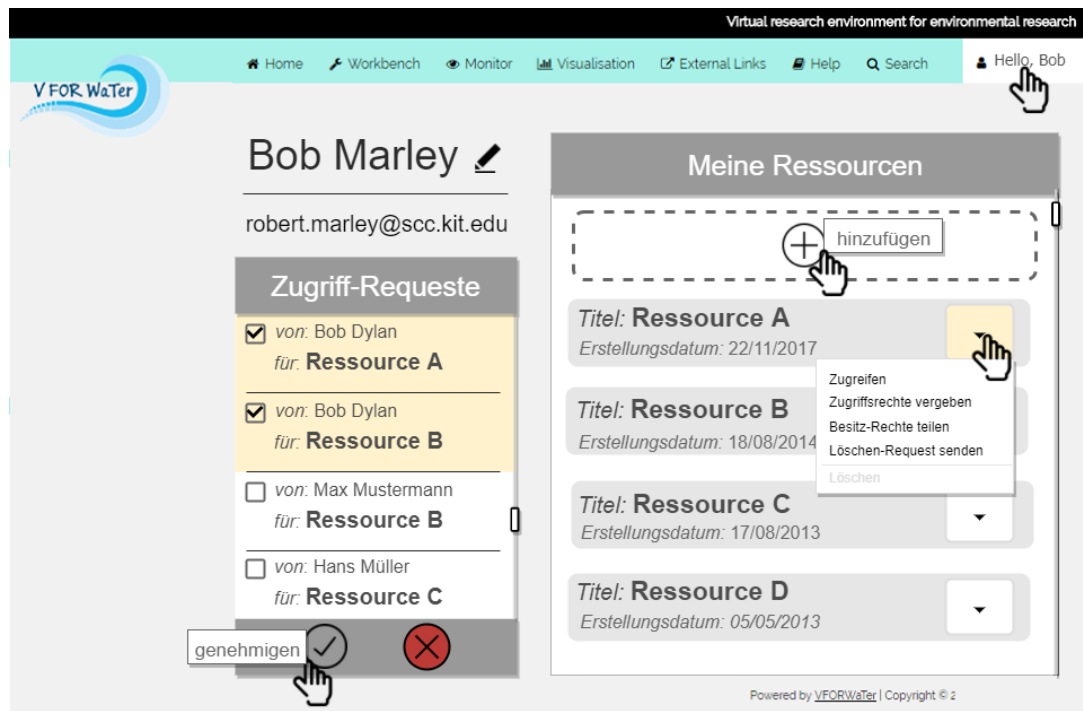 Virtual research environment for environmental research
Home Workbench Monitor Visualisation External Links Help Search Hello, Bob
V FOR WaTer
Bob Marley
robert.marley@scc.kit.edu
Zugriff-Requeste
von: Bob Dylan
für: Ressource A
von: Bob Dylan
für: Ressource B
von: Max Mustermann
für: Ressource B
von: Hans Müller
für: Ressource C
genehmigen
Meine Ressourcen
hinzufügen
Titel: Ressource A
Erstellungsdatum: 22/11/2017
Zugreifen
Zugriffsrechte vergeben
Besitz-Rechte teilen
Löschen-Request senden
Löschen
Titel: Ressource B
Erstellungsdatum: 18/08/2014
Titel: Ressource C
Erstellungsdatum: 17/08/2013
Titel: Ressource D
Erstellungsdatum: 05/05/2013
Powered by VFORWaTer | Copyright © 2